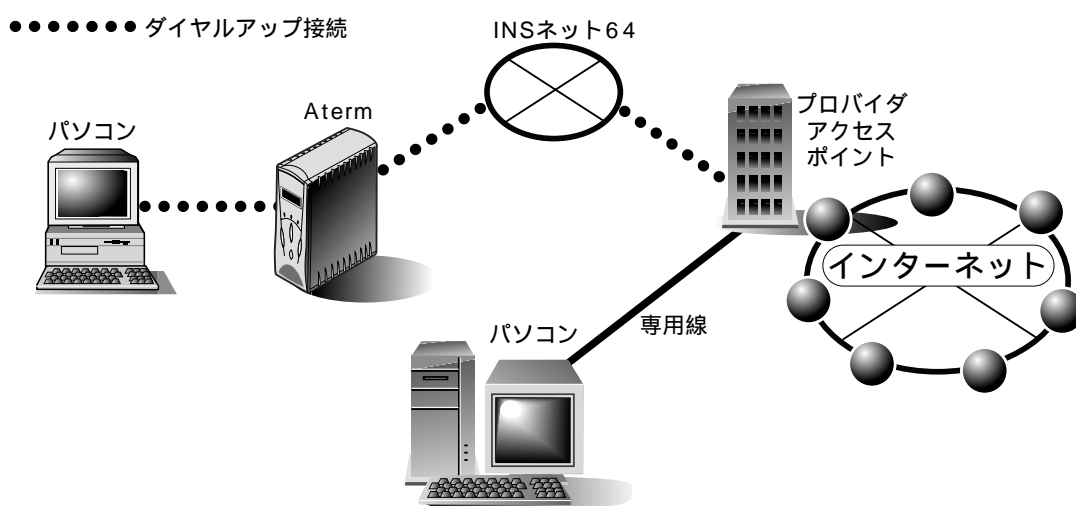 ダイヤルアップ接続
INSネット64
Aterm
パソコン
プロバイダ
アクセス
ポイント
インターネット
専用線
パソコン